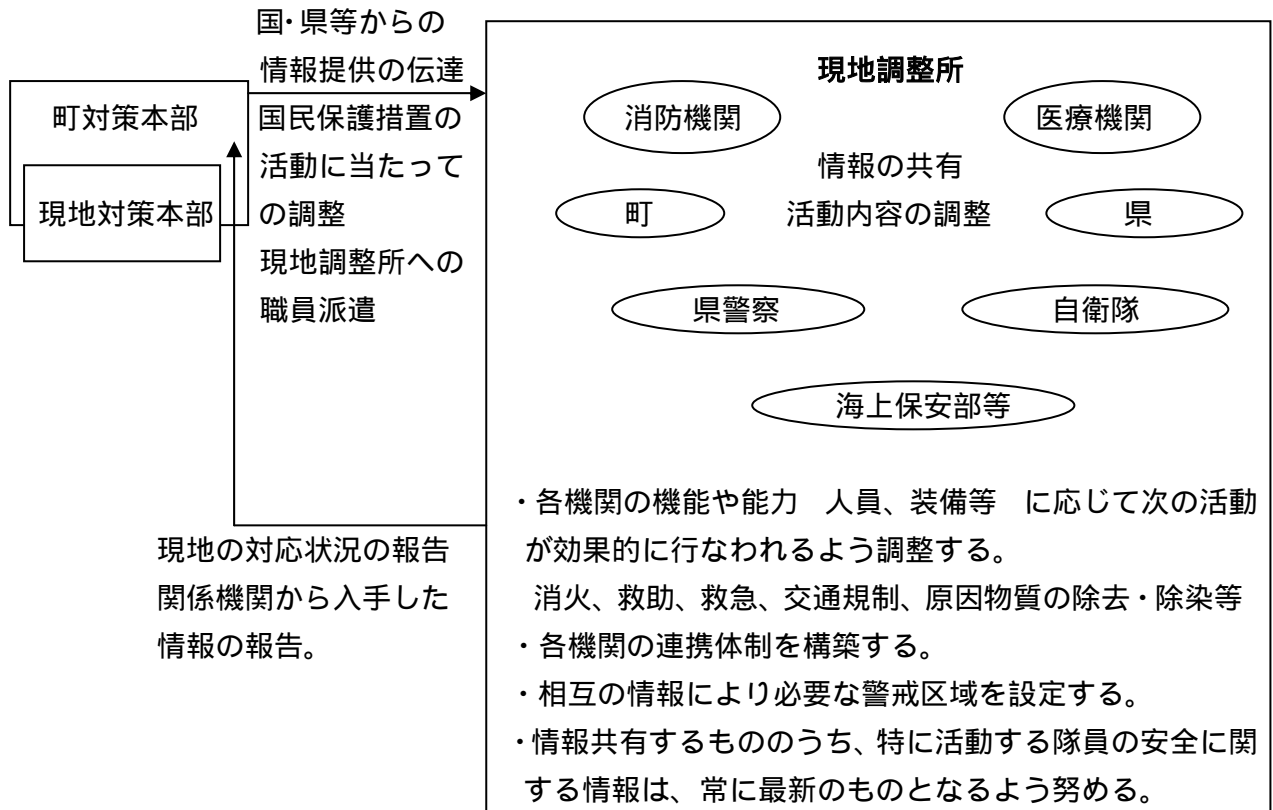 国・県等からの
情報提供の伝達
国民保護措置の
活動に当たって
の調整
現地調整所への
職員派遣
町対策本部
現地対策本部
現地の対応状況の報告
関係機関から入手した
情報の報告。
現地調整所
消防機関
医療機関
情報の共有
町
活動内容の調整
県
県警察
自衛隊
海上保安部等
・各機関の機能や能力 人員、装備等 に応じて次の活動
が効果的に行なわれるよう調整する。
消火、救助、救急、交通規制、原因物質の除去・除染等
・各機関の連携体制を構築する。
・相互の情報により必要な警戒区域を設定する。
・情報共有するもののうち、特に活動する隊員の安全に関
する情報は、常に最新のものとなるよう努める。